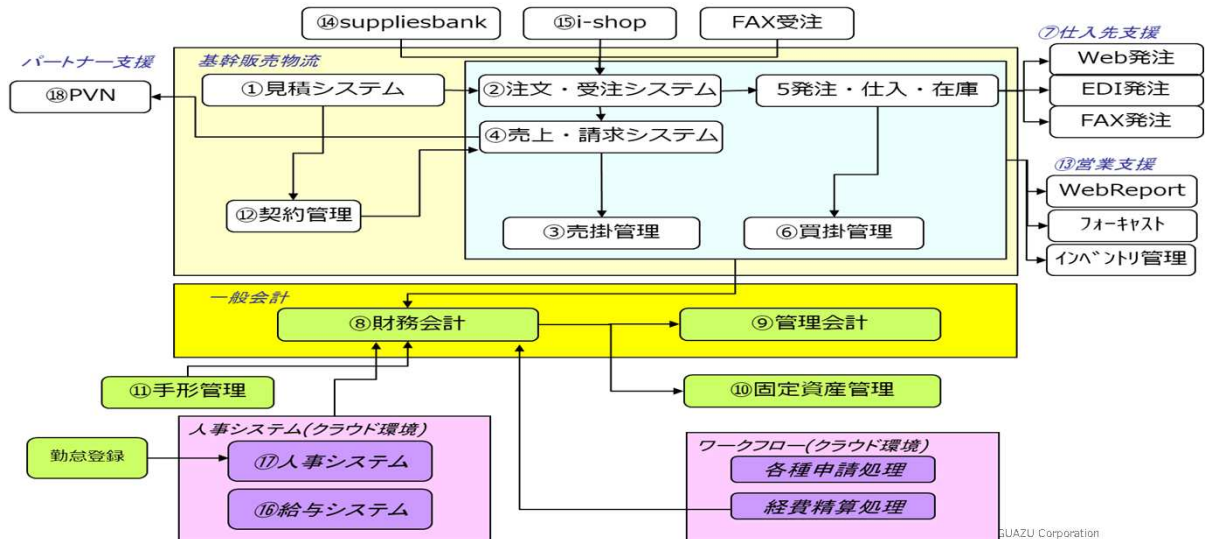 ⑭suppliesbank
⑮i-shop
FAX受注
⑦仕入先支援
パートナー支援
基幹販売物流
Web発注
⑱PVN
①見積システム
②注文・受注システム
5発注・仕入・在庫
EDI発注
FAX発注
④売上・請求システム
⑬営業支援
WebReport
⑫契約管理
③売掛管理
⑥買掛管理
フォーキャスト
インベントリ管理
一般会計
⑧財務会計
⑨管理会計
⑪手形管理
⑩固定資産管理
人事システム(クラウド環境)
ワークフロー(クラウド環境)
勤怠登録
⑰人事システム
各種申請処理
⑯給与システム
経費精算処理
GUAZU Corporation